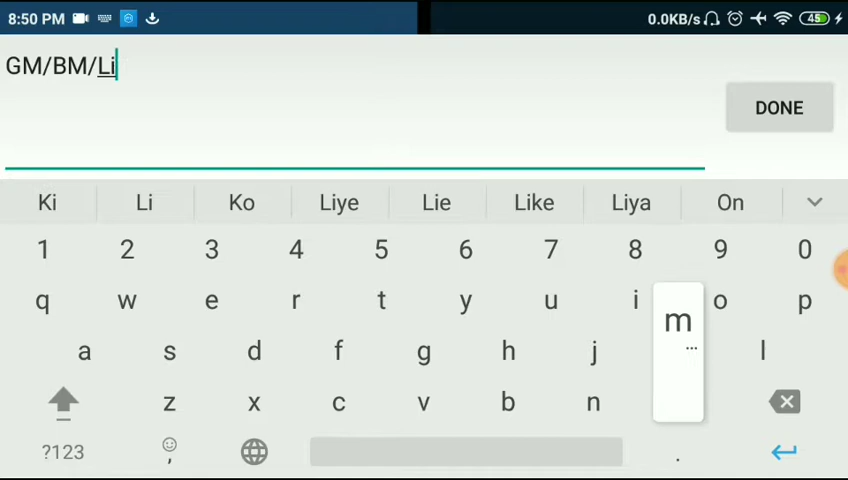 8:50 PM 0.0KB/s 45
GM/BM/Li
DONE
Ki Li Ko Liye Lie Like Liya On
1 2 3 4 5 6 7 8 9 0
q w e r t y u i o p
a s d f g h j l
m
z x c v b n
?123 , .